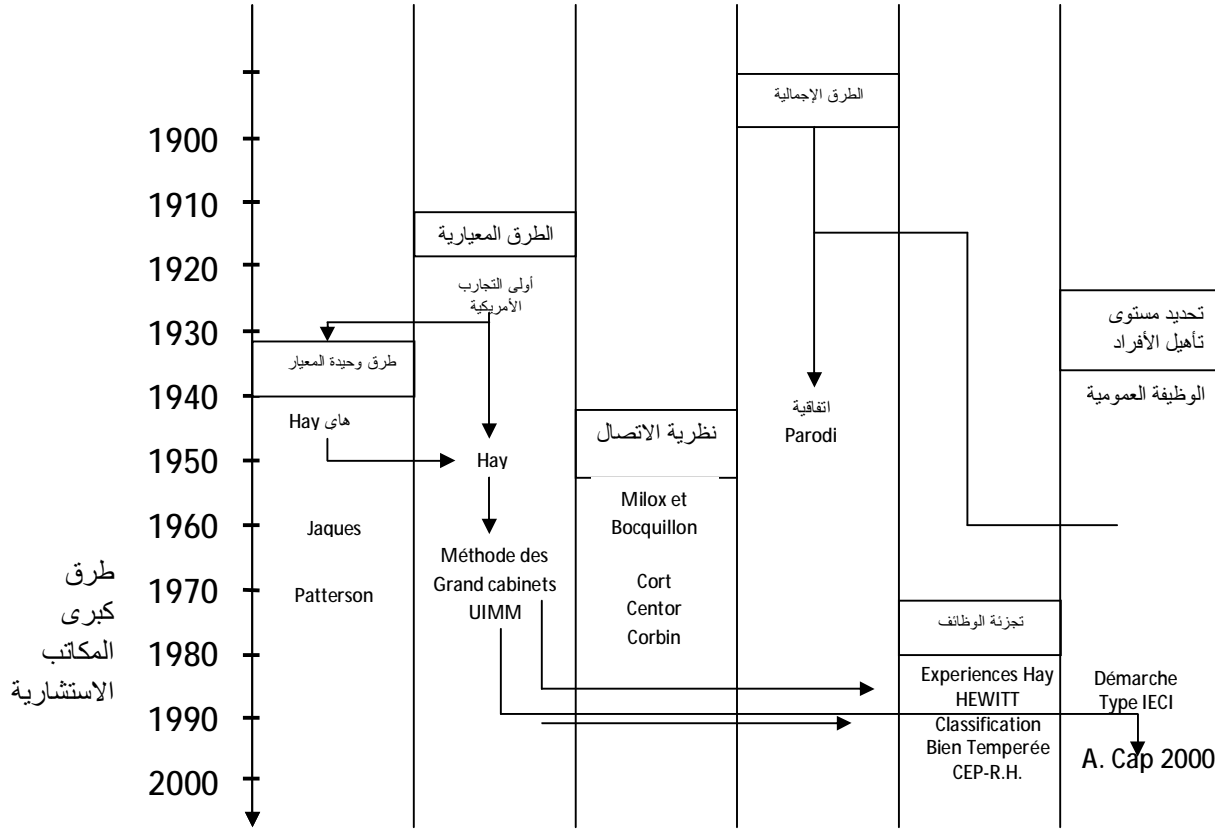 الطرق الإجمالية
1900
1910
الطرق المعيارية
1920
أولى التجارب
الأمريكية
تحديد مستوى
تأهيل الأفراد
1930
طرق وحيدة المعيار
1940
الوظيفة العمومية
اتفاقية
Parodi
هاي Hay
نظرية الاتصال
1950
Hay
Milox et
Bocquillon
1960
Jaques
Méthode des
Grand cabinets
UIMM
طرق
كبرى
المكاتب
الاستشارية
1970
Patterson
Cort
Centor
Corbin
تجزئة الوظائف
1980
Experiences Hay
HEWITT
Classification
Bien Temperée
CEP-R.H.
Démarche
Type IECI
1990
A. Cap 2000
2000